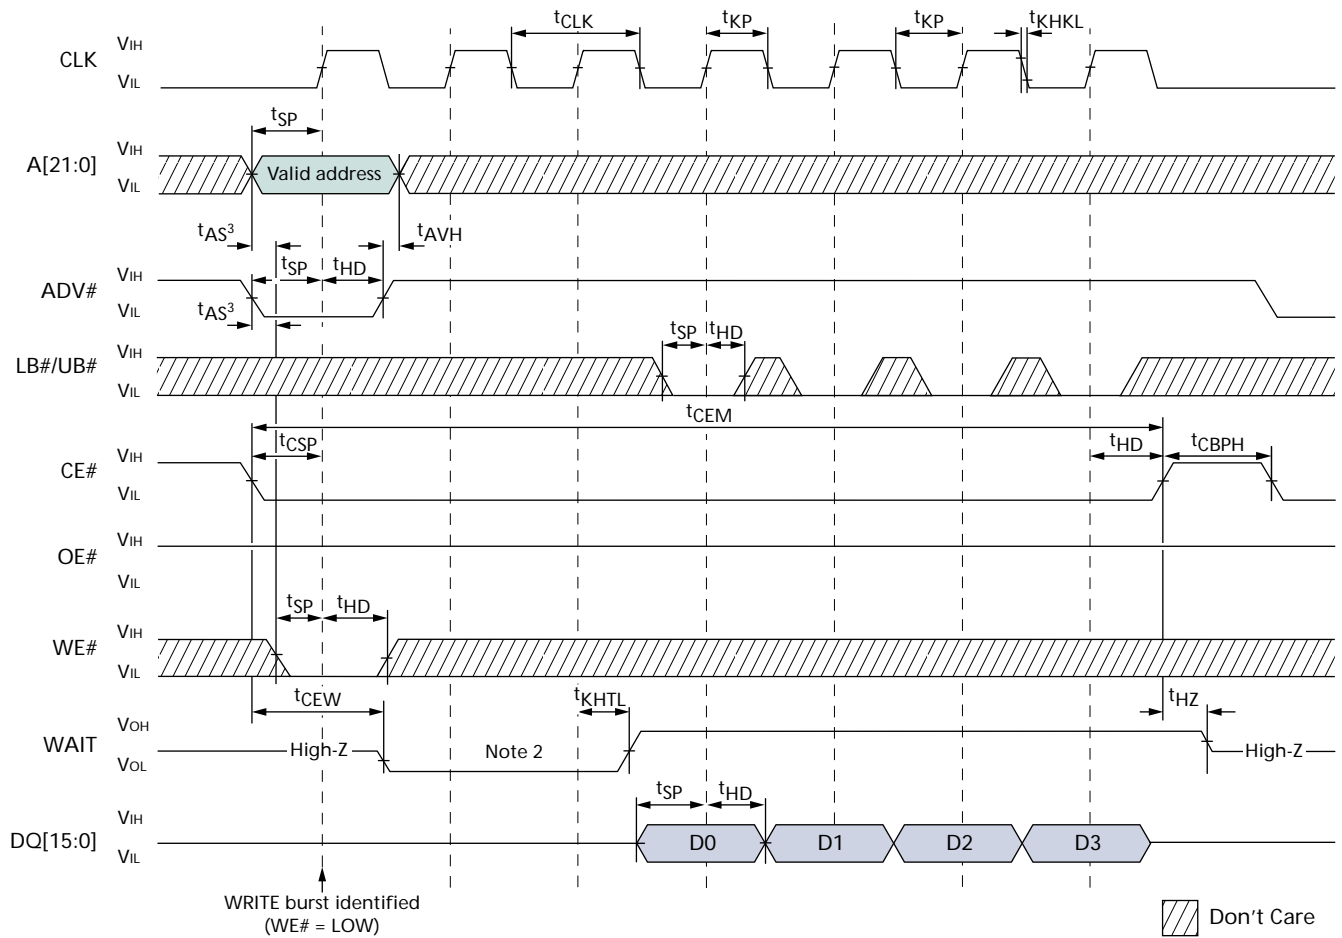 tCLK
tKP
tKP
tKHKL
CLK
VIH
VIL
tSP
A[21:0]
VIH
VIL
Valid address
tAS3
tAVH
tSP
tHD
ADV#
VIH
VIL
tAS3
tSP
tHD
LB#/UB#
VIH
VIL
tCEM
tCSP
tHD
tCBPH
CE#
VIH
VIL
OE#
VIH
VIL
tSP
tHD
WE#
VIH
VIL
tCEW
tKHTL
tHZ
WAIT
VOH
VOL
High-Z
Note 2
High-Z
tSP
tHD
DQ[15:0]
VIH
VIL
D0
D1
D2
D3
WRITE burst identified
(WE# = LOW)
Don't Care